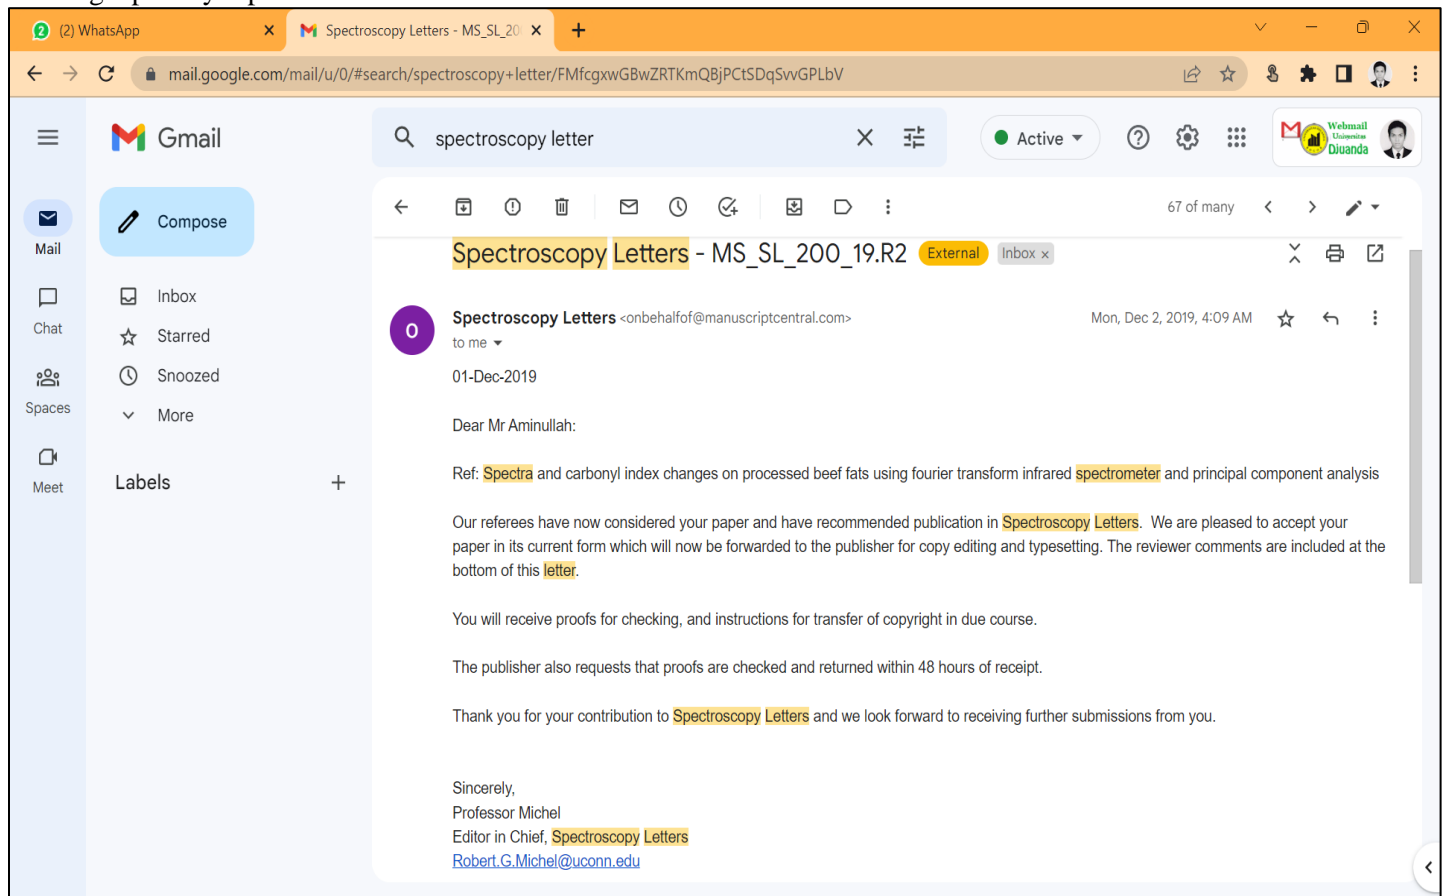 (2) WhatsApp
Spectroscopy Letters - MS_SL_20
mail.google.com/mail/u/0/#search/spectroscopy+letter/FMfcgxwGBwZRTKmQBjPCtSDqSvvGPLbV
Gmail
spectroscopy letter
Active
Webmail
Universitas
Djuanda
Mail
Compose
67 of many
Spectroscopy Letters - MS_SL_200_19.R2 External Inbox x
Chat
Inbox
Starred
Spaces
Snoozed
More
Meet
Labels
O
Spectroscopy Letters <onbehalfof@manuscriptcentral.com> Mon, Dec 2, 2019, 4:09 AM
to me
01-Dec-2019
Dear Mr Aminullah:
Ref: Spectra and carbonyl index changes on processed beef fats using fourier transform infrared spectrometer and principal component analysis
Our referees have now considered your paper and have recommended publication in Spectroscopy Letters. We are pleased to accept your
paper in its current form which will now be forwarded to the publisher for copy editing and typesetting. The reviewer comments are included at the
bottom of this letter.
You will receive proofs for checking, and instructions for transfer of copyright in due course.
The publisher also requests that proofs are checked and returned within 48 hours of receipt.
Thank you for your contribution to Spectroscopy Letters and we look forward to receiving further submissions from you.
Sincerely,
Professor Michel
Editor in Chief, Spectroscopy Letters
Robert.G.Michel@uconn.edu